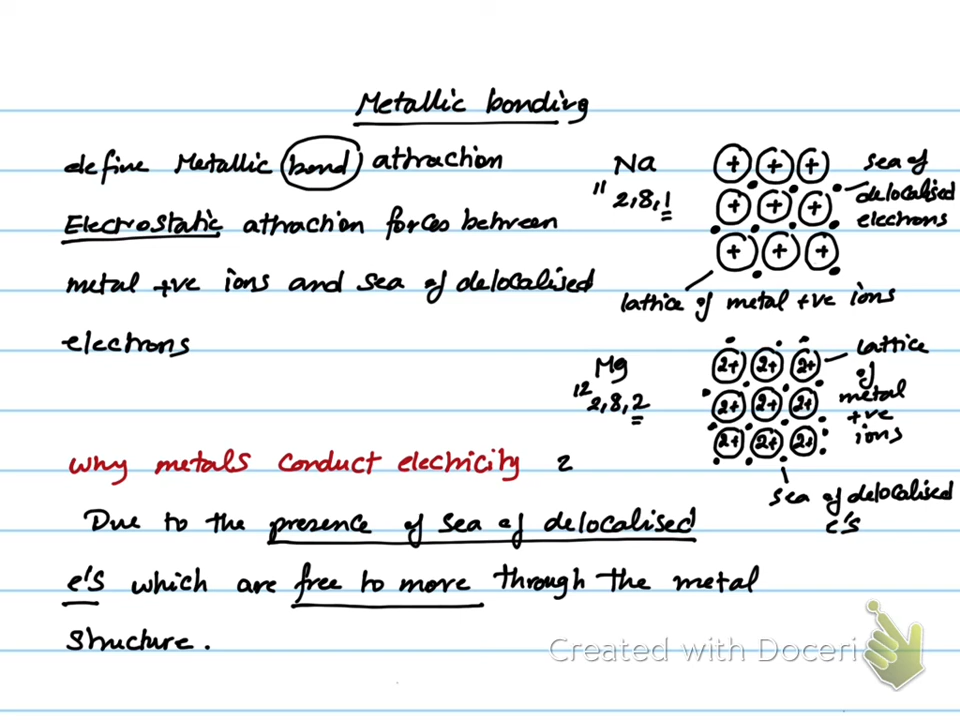 Metallic bonding
define Metallic bond attraction
Electrostatic attraction forces between
metal +ve ions and sea of delocalised
electrons
Na
11 2,8,1
+ + +
+ + +
+ + +
sea of
delocalised
electrons
lattice of metal +ve ions
Mg
12 2,8,2
2+ 2+ 2+
2+ 2+ 2+
2+ 2+ 2+
lattice
of
metal
+ve
ions
sea of delocalised
e's
Why metals conduct electricity ?
Due to the presence of sea of delocalised
e's which are free to move through the metal
structure.
Created with Doceri